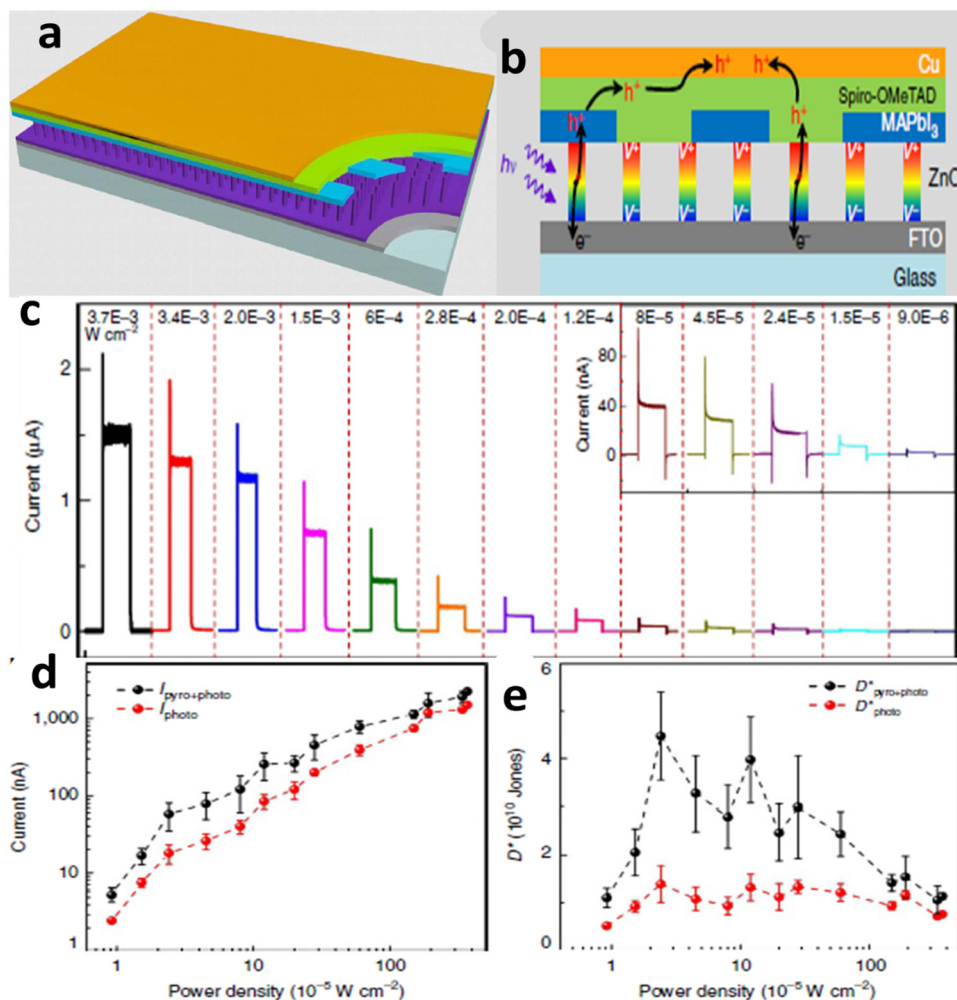 a
b
Cu
h⁺ h⁺
h⁺
Spiro-OMeTAD
h⁺
h⁺
MAPbI₃
hν
V⁺ V⁺ V⁺ V⁺ V⁺
ZnO
V⁻ V⁻ V⁻ V⁻ V⁻
e⁻ e⁻
FTO
Glass
c
3.7E–3 3.4E–3 2.0E–3 1.5E–3 6E–4 2.8E–4 2.0E–4 1.2E–4 8E–5 4.5E–5 2.4E–5 1.5E–5 9.0E–6
W cm⁻²
Current (μA)
2
1
0
Current (nA)
80
40
0
d
I pyro+photo
I photo
Current (nA)
1,000
100
10
1
1 10 100
Power density (10⁻⁵ W cm⁻²)
e
D* pyro+photo
D* photo
D* (10¹⁰ Jones)
6
4
2
0
1 10 100
Power density (10⁻⁵ W cm⁻²)